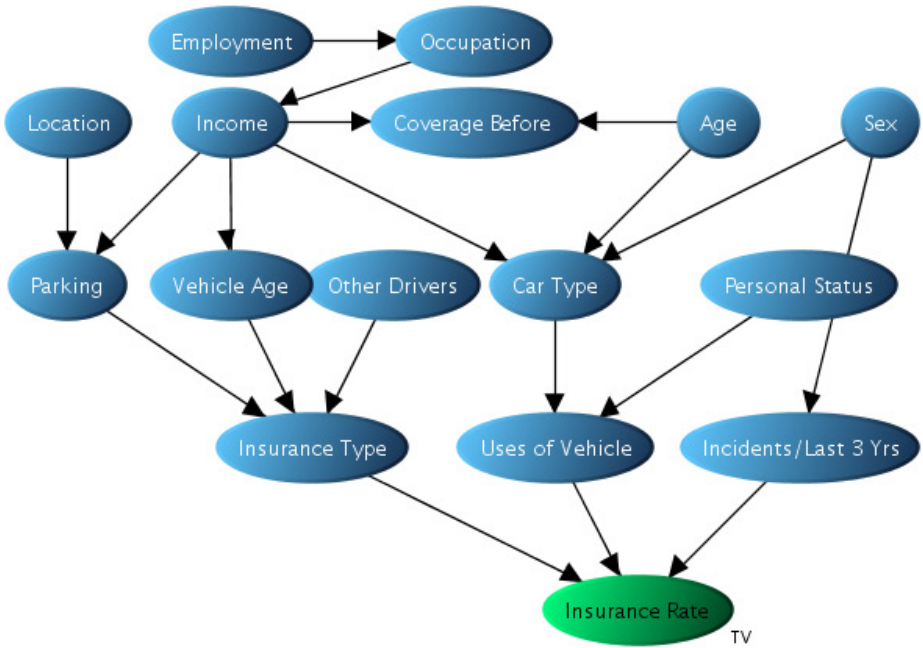 Employment
Occupation
Location
Income
Coverage Before
Age
Sex
Parking
Vehicle Age
Other Drivers
Car Type
Personal Status
Insurance Type
Uses of Vehicle
Incidents/Last 3 Yrs
Insurance Rate
TV